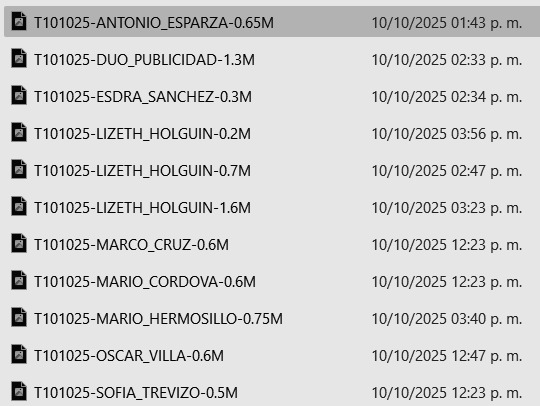 T101025-ANTONIO_ESPARZA-0.65M 10/10/2025 01:43 p. m.
T101025-DUO_PUBLICIDAD-1.3M 10/10/2025 02:33 p. m.
T101025-ESDRA_SANCHEZ-0.3M 10/10/2025 02:34 p. m.
T101025-LIZETH_HOLGUIN-0.2M 10/10/2025 03:56 p. m.
T101025-LIZETH_HOLGUIN-0.7M 10/10/2025 02:47 p. m.
T101025-LIZETH_HOLGUIN-1.6M 10/10/2025 03:23 p. m.
T101025-MARCO_CRUZ-0.6M 10/10/2025 12:23 p. m.
T101025-MARIO_CORDOVA-0.6M 10/10/2025 12:23 p. m.
T101025-MARIO_HERMOSILLO-0.75M 10/10/2025 03:40 p. m.
T101025-OSCAR_VILLA-0.6M 10/10/2025 12:47 p. m.
T101025-SOFIA_TREVIZO-0.5M 10/10/2025 12:23 p. m.